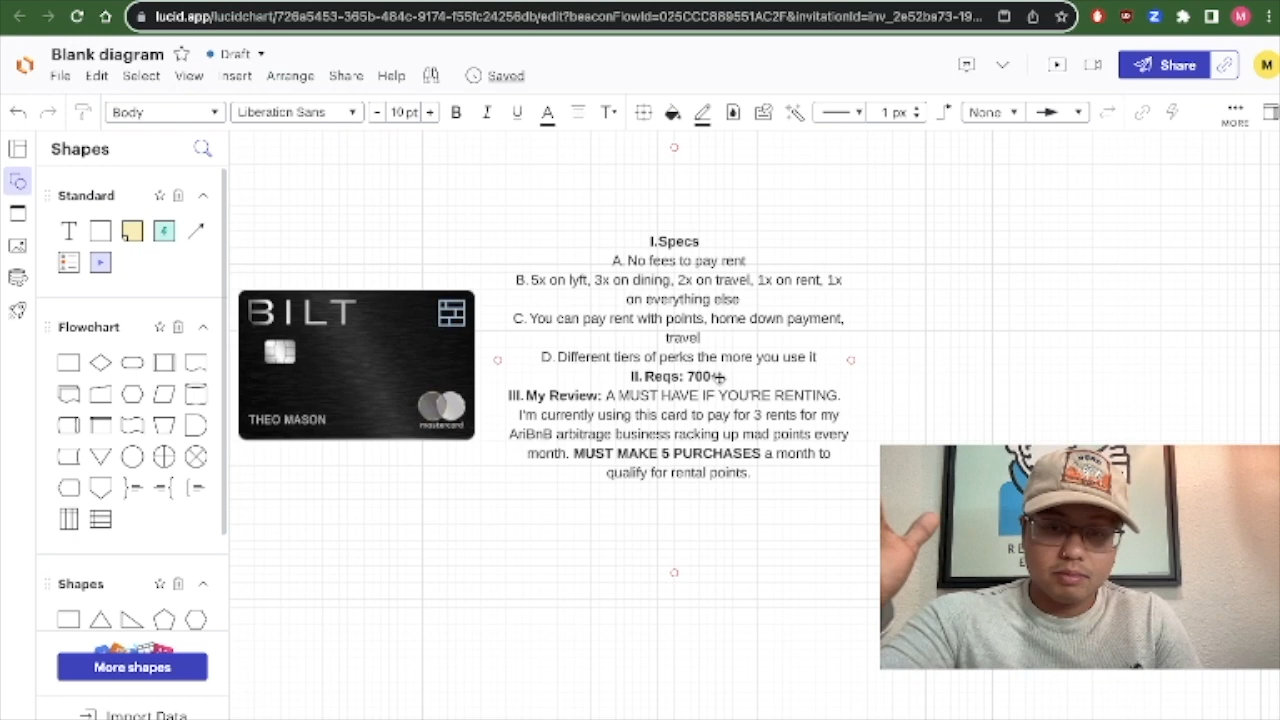 lucid.app/lucidchart/726a5453-365b-484c-9174-f55fc24256db/edit?beaconFlowId=025CCC889551AC2F&invitationId=inv_2e52ba73-19...
Blank diagram Draft
File Edit Select View Insert Arrange Share Help Saved
Share
M
Body Liberation Sans - 10 pt + B I U A T 1 px None MORE
Shapes
Standard
T
Flowchart
Shapes
More shapes
Import Data
BILT
THEO MASON
mastercard
I.Specs
A. No fees to pay rent
B. 5x on lyft, 3x on dining, 2x on travel, 1x on rent, 1x
on everything else
C. You can pay rent with points, home down payment,
travel
D. Different tiers of perks the more you use it
II. Reqs: 700+
III. My Review: A MUST HAVE IF YOU'RE RENTING.
I'm currently using this card to pay for 3 rents for my
AriBnB arbitrage business racking up mad points every
month. MUST MAKE 5 PURCHASES a month to
qualify for rental points.